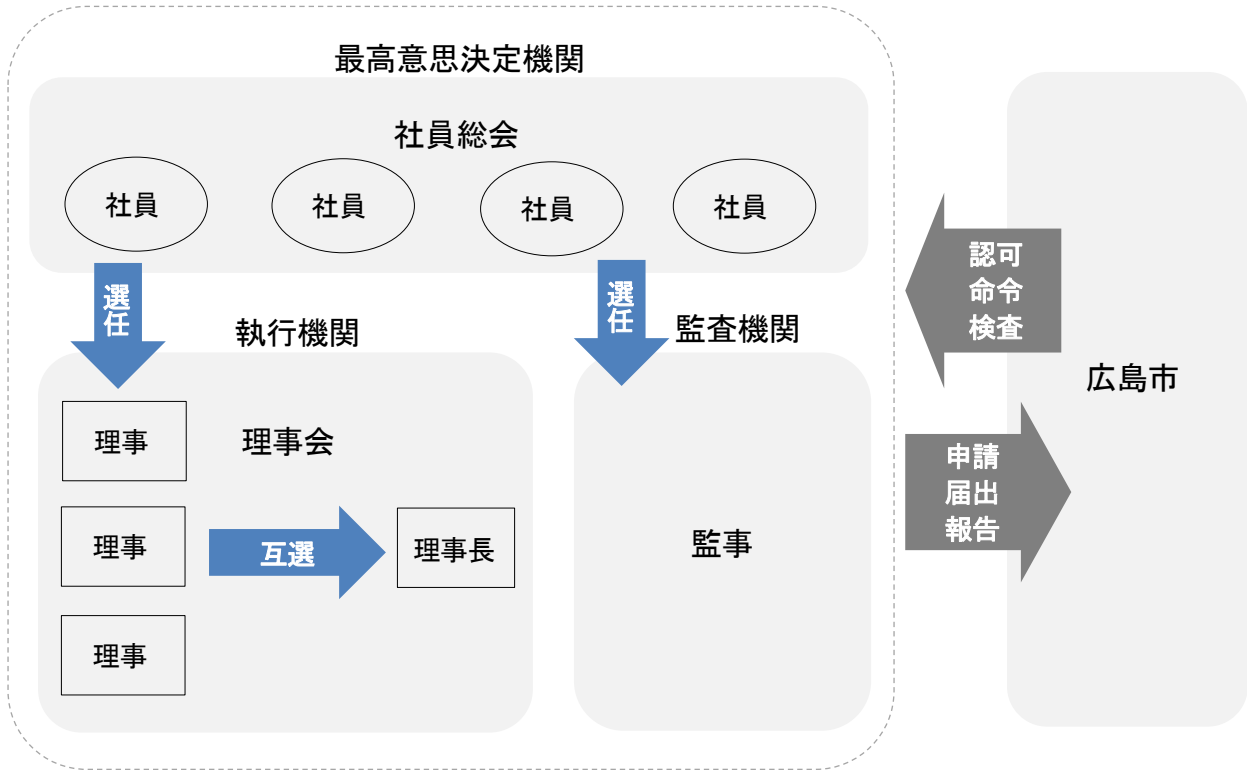 最高意思決定機関
社員総会
社員
社員
社員
社員
選任
選任
執行機関
監査機関
理事
理事会
理事
互選
理事長
理事
監事
認可
命令
検査
広島市
申請
届出
報告